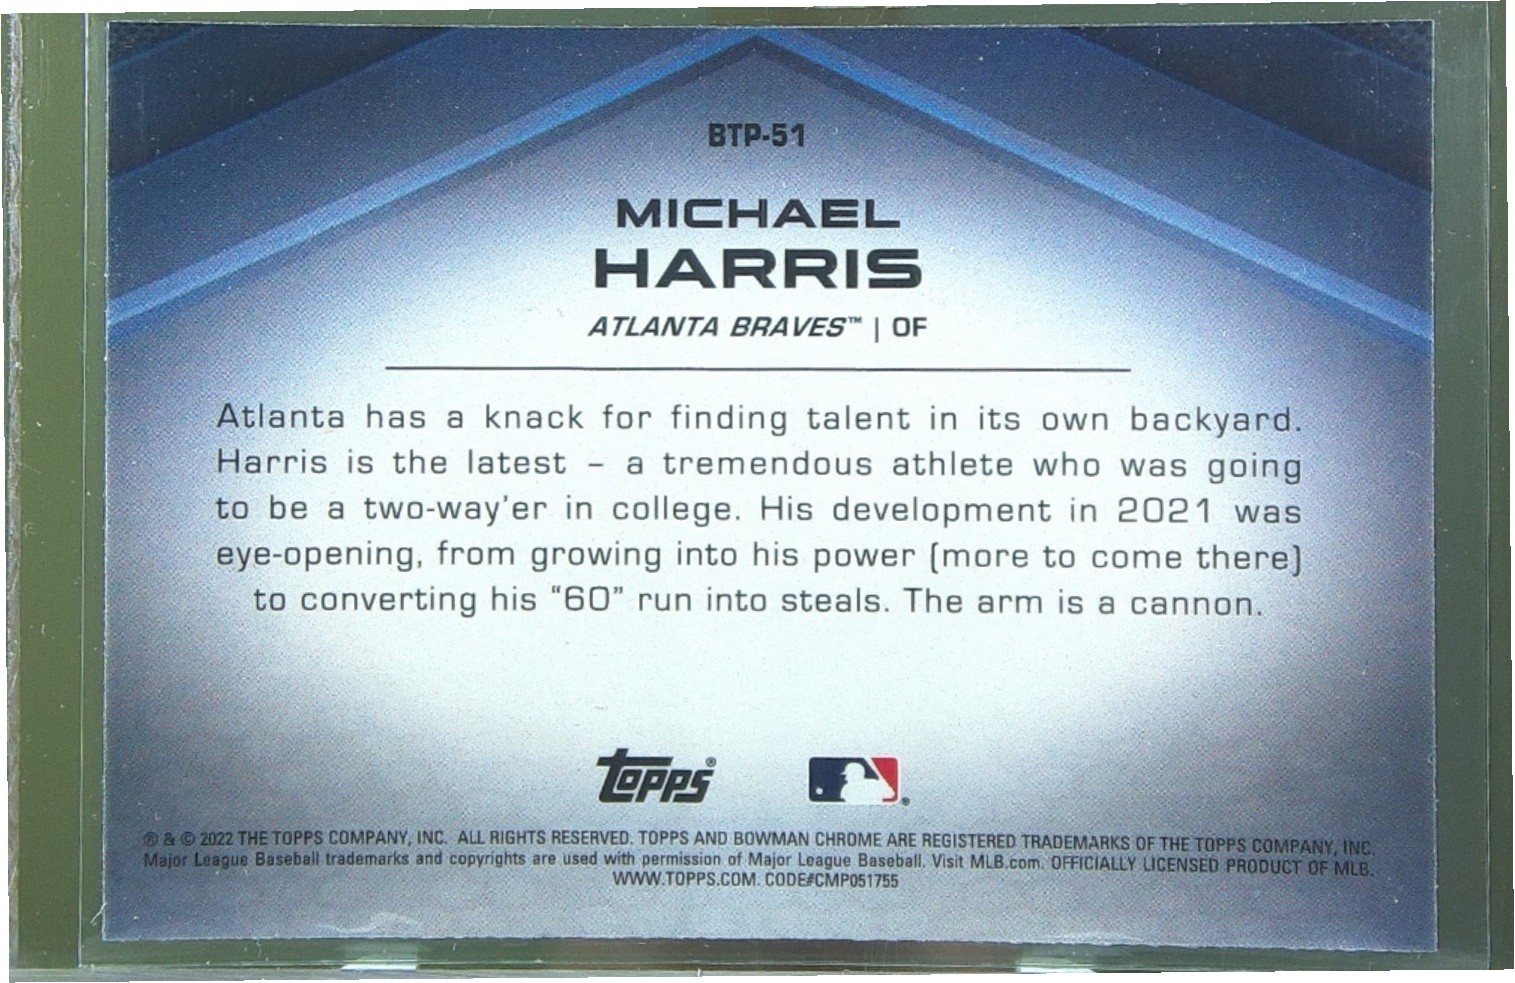 BTP-51
MICHAEL
HARRIS
ATLANTA BRAVES™ | OF
Atlanta has a knack for finding talent in its own backyard.
Harris is the latest – a tremendous athlete who was going
to be a two-way'er in college. His development in 2021 was
eye-opening, from growing into his power (more to come there)
to converting his “60” run into steals. The arm is a cannon.
topps®
® & © 2022 THE TOPPS COMPANY, INC. ALL RIGHTS RESERVED. TOPPS AND BOWMAN CHROME ARE REGISTERED TRADEMARKS OF THE TOPPS COMPANY, INC.
Major League Baseball trademarks and copyrights are used with permission of Major League Baseball. Visit MLB.com. OFFICIALLY LICENSED PRODUCT OF MLB.
WWW.TOPPS.COM. CODE#CMP051755